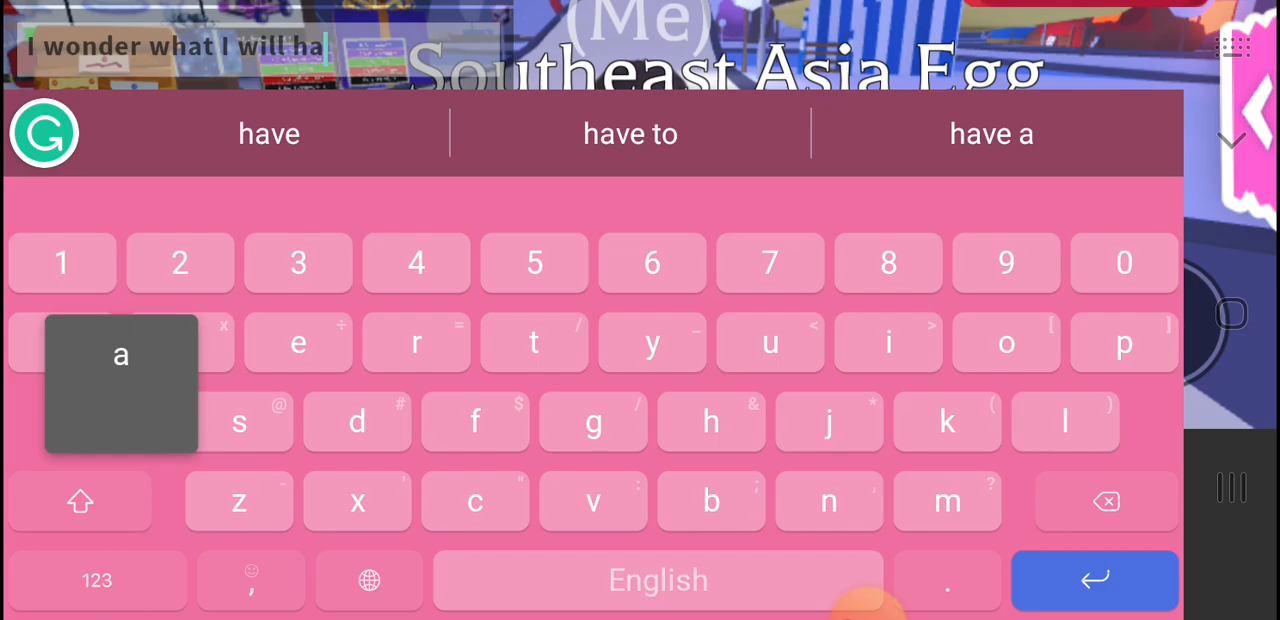 (Me)
I wonder what I will ha
Southeast Asia Egg
have have to have a
1 2 3 4 5 6 7 8 9 0
x e ÷ r = t / y _ u < i > o [ p ]
a s @ d # f $ g / h & j * k ( l )
z - x ' c " v : b ; n , m ?
123 , English .